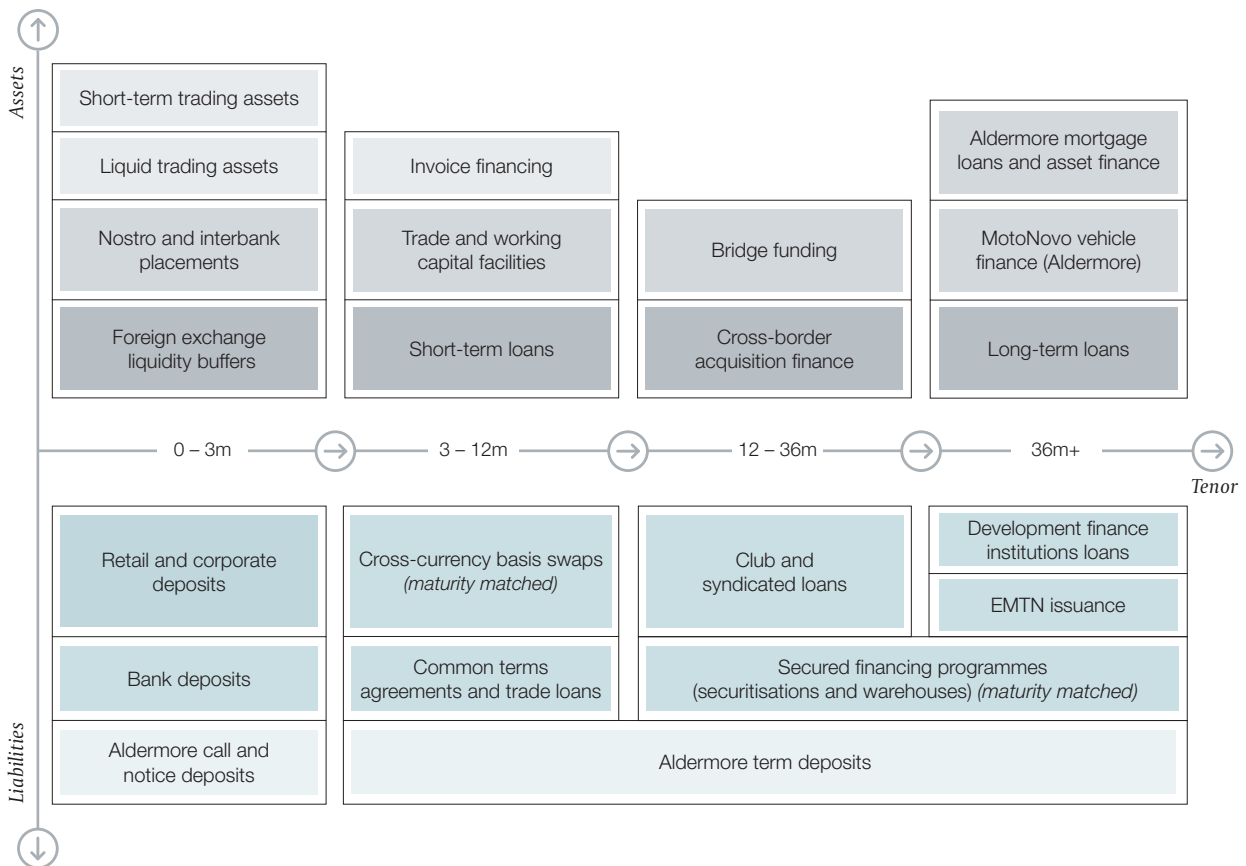 Assets
Short-term trading assets
Liquid trading assets
Nostro and interbank
placements
Foreign exchange
liquidity buffers
Invoice financing
Trade and working
capital facilities
Short-term loans
Bridge funding
Cross-border
acquisition finance
Aldermore mortgage
loans and asset finance
MotoNovo vehicle
finance (Aldermore)
Long-term loans
0 – 3m
3 – 12m
12 – 36m
36m+
Tenor
Retail and corporate
deposits
Bank deposits
Aldermore call and
notice deposits
Cross-currency basis swaps
(maturity matched)
Common terms
agreements and trade loans
Club and
syndicated loans
Development finance
institutions loans
EMTN issuance
Secured financing programmes
(securitisations and warehouses) (maturity matched)
Aldermore term deposits
Liabilities